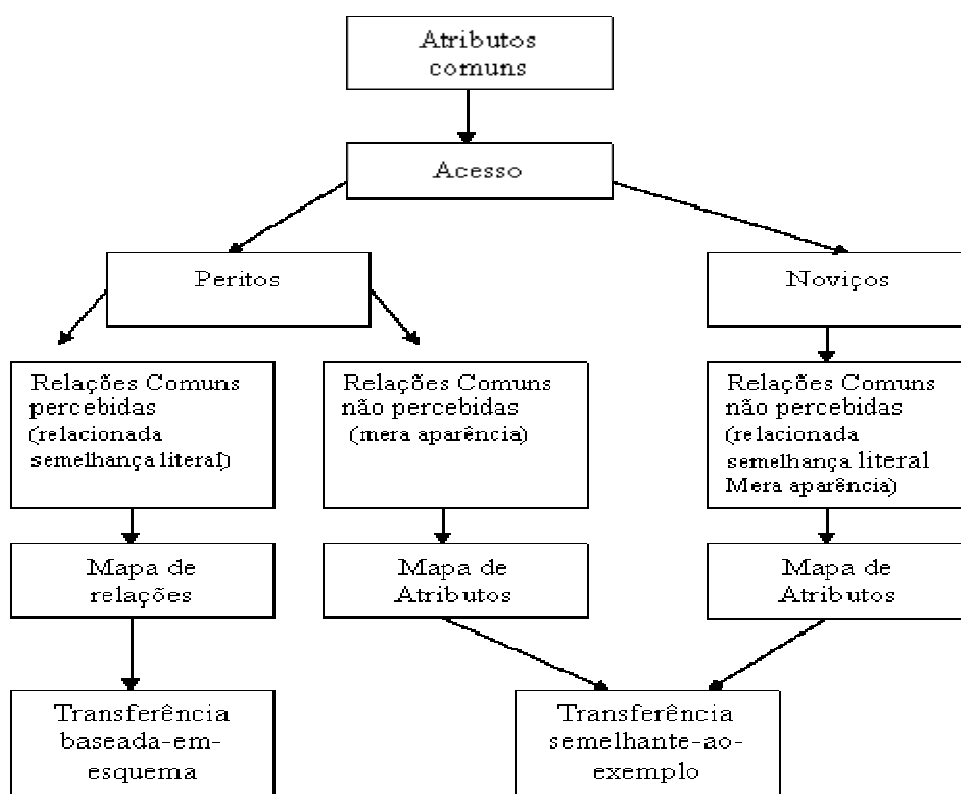 Atributos
comuns
Acesso
Peritos
Noviços
Relações Comuns
percebidas
(relacionada
semelhança literal)
Relações Comuns
não percebidas
(mera aparência)
Relações Comuns
não percebidas
(relacionada
semelhança literal
Mera aparência)
Mapa de
relações
Mapa de
Atributos
Mapa de
Atributos
Transferência
baseada-em-
esquema
Transferência
semelhante-ao-
exemplo